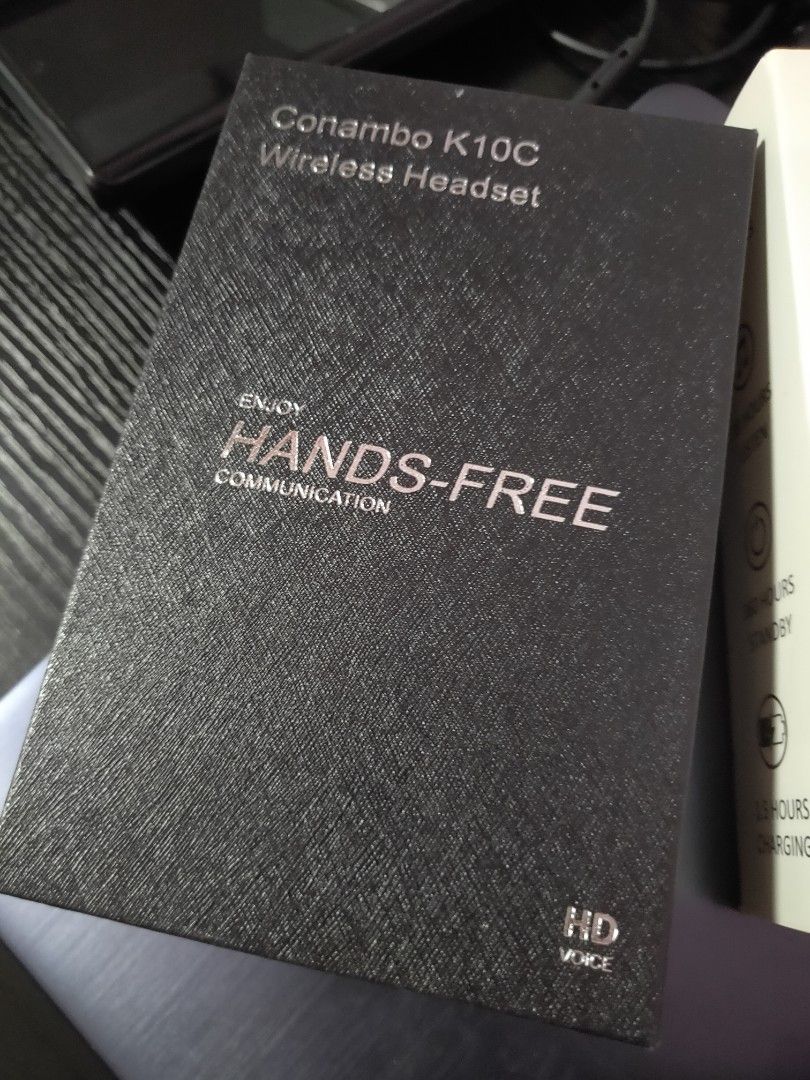 Conambo K10C
Wireless Headset
ENJOY
HANDS-FREE
COMMUNICATION
HD
VOICE
HOURS
STANDBY
HOURS
CHARGING